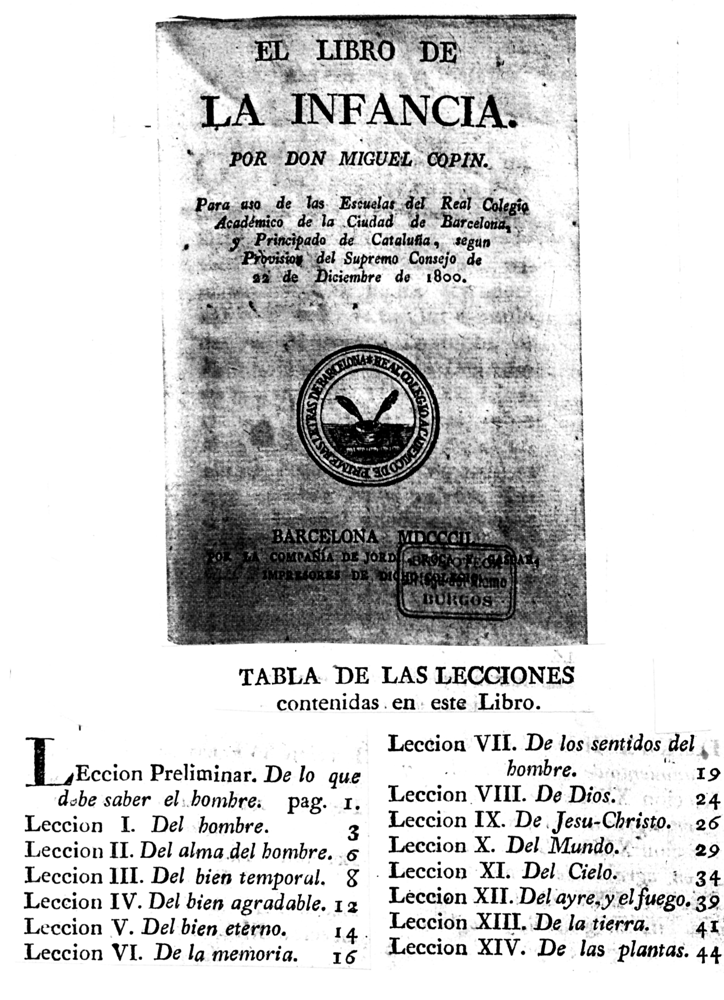 EL LIBRO DE
LA INFANCIA.
POR DON MIGUEL COPIN.
Para uso de las Escuelas del Real Colegio
Académico de la Ciudad de Barcelona,
y Principado de Cataluña, segun
Provision del Supremo Consejo de
22 de Diciembre de 1800.
REAL COLEGIO ACADEMICO DE PRIMERAS LETRAS DE BARCELONA*
BARCELONA MDCCCII.
POR LA COMPAÑÍA DE JORDI, ROCA Y GASPAR,
IMPRESORES DE DICHO COLEGIO.
BIBLIOTECA
BURGOS
TABLA DE LAS LECCIONES
contenidas en este Libro.
LEccion Preliminar. De lo que
debe saber el hombre. pag. 1.
Leccion I. Del hombre. 3
Leccion II. Del alma del hombre. 6
Leccion III. Del bien temporal. 8
Leccion IV. Del bien agradable. 12
Leccion V. Del bien eterno. 14
Leccion VI. De la memoria. 16
Leccion VII. De los sentidos del
hombre. 19
Leccion VIII. De Dios. 24
Leccion IX. De Jesu-Christo. 26
Leccion X. Del Mundo. 29
Leccion XI. Del Cielo. 34
Leccion XII. Del ayre, y el fuego. 39
Leccion XIII. De la tierra. 41
Leccion XIV. De las plantas. 44